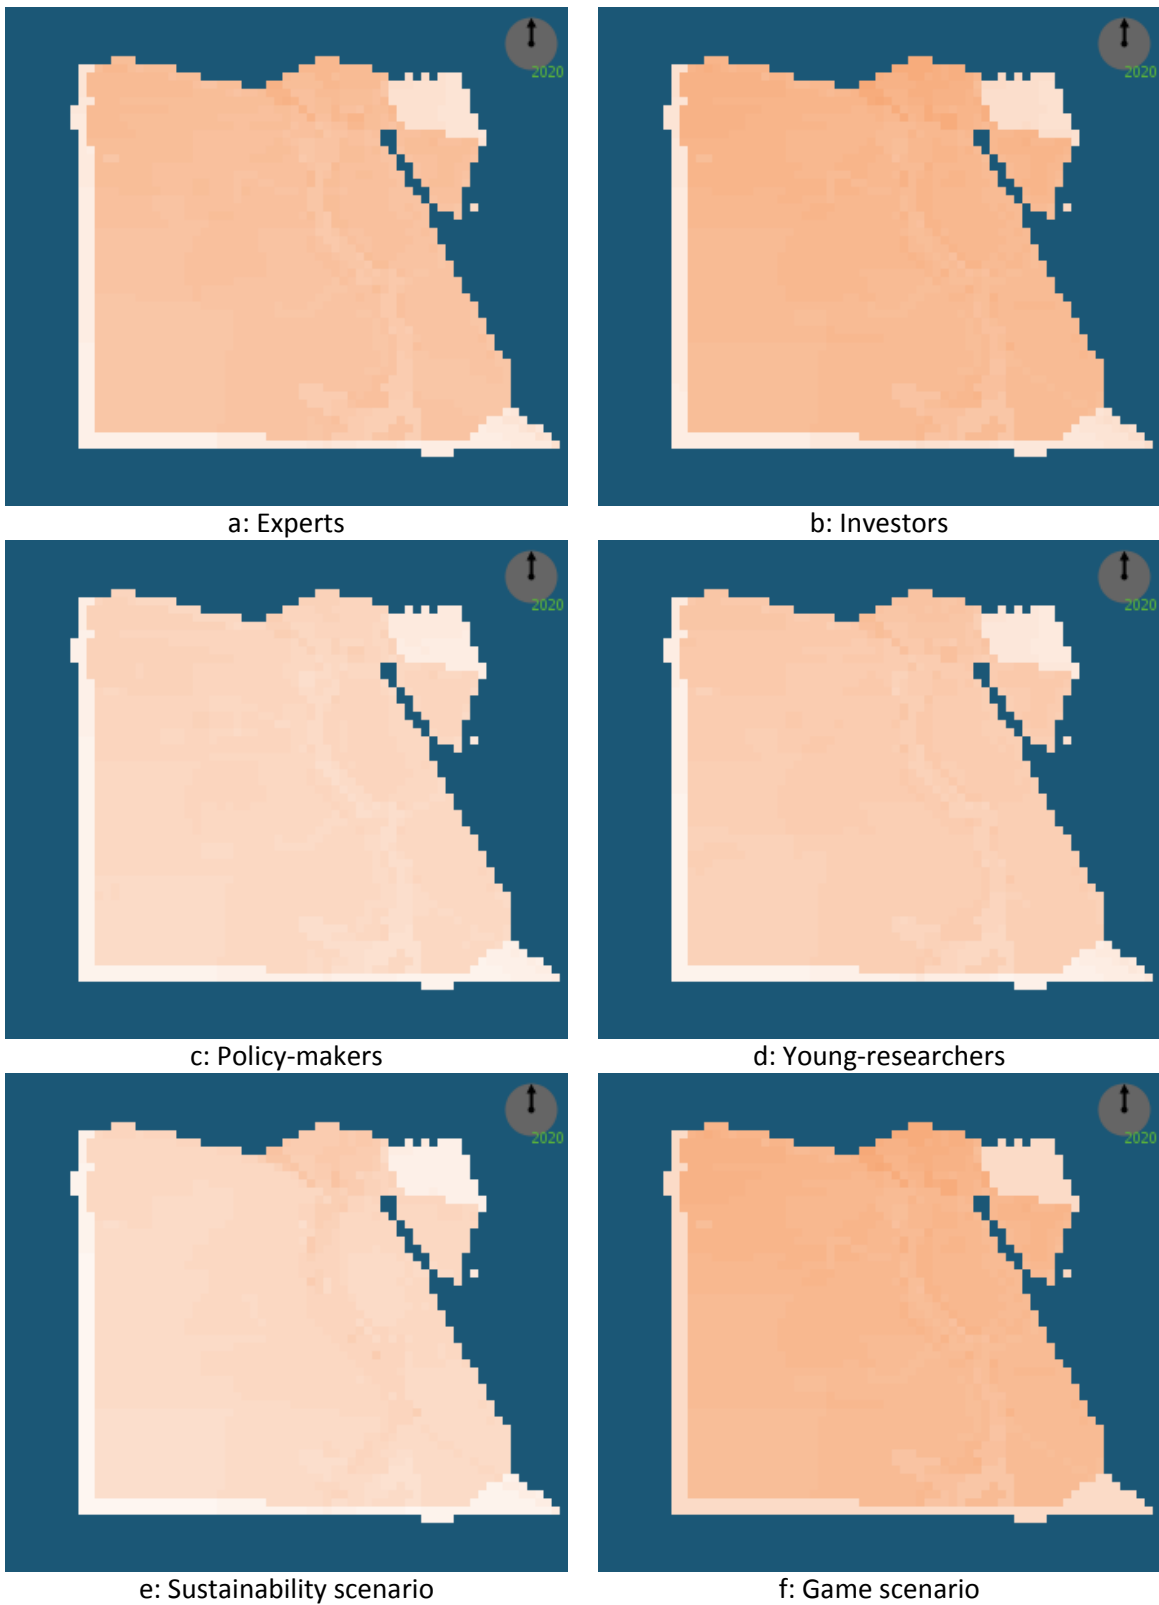 2020
2020
a: Experts
b: Investors
2020
2020
c: Policy-makers
d: Young-researchers
2020
2020
e: Sustainability scenario
f: Game scenario